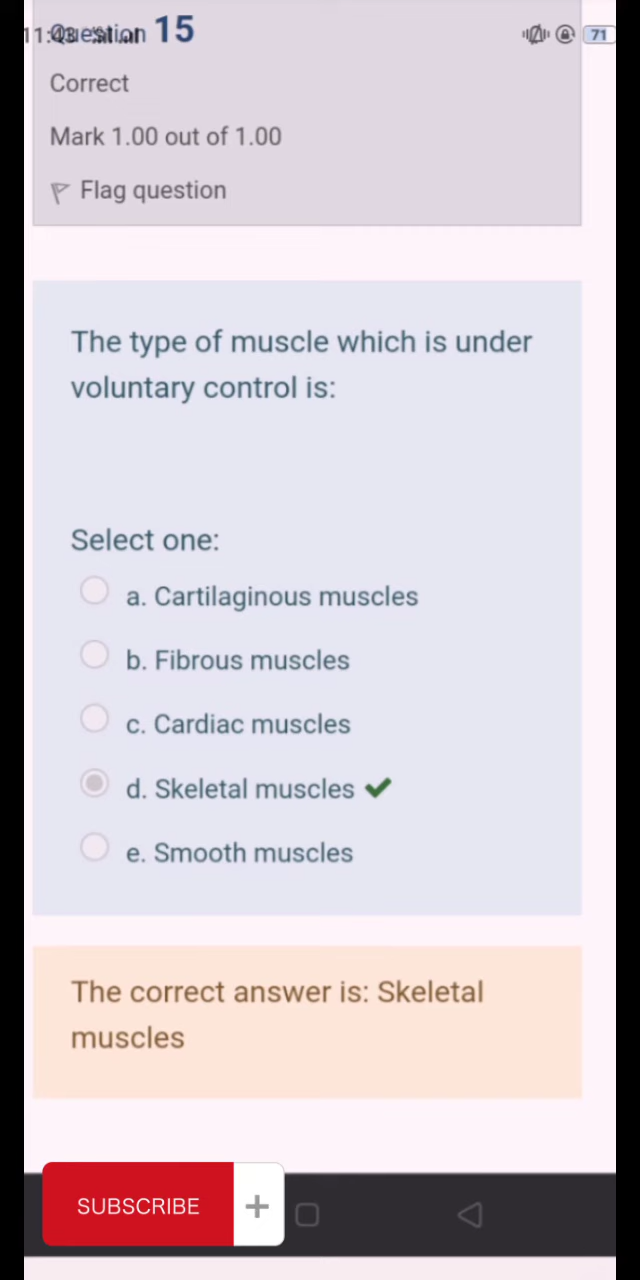 Question 15
71
Correct
Mark 1.00 out of 1.00
Flag question
The type of muscle which is under
voluntary control is:
Select one:
a. Cartilaginous muscles
b. Fibrous muscles
c. Cardiac muscles
d. Skeletal muscles
e. Smooth muscles
The correct answer is: Skeletal
muscles
SUBSCRIBE +